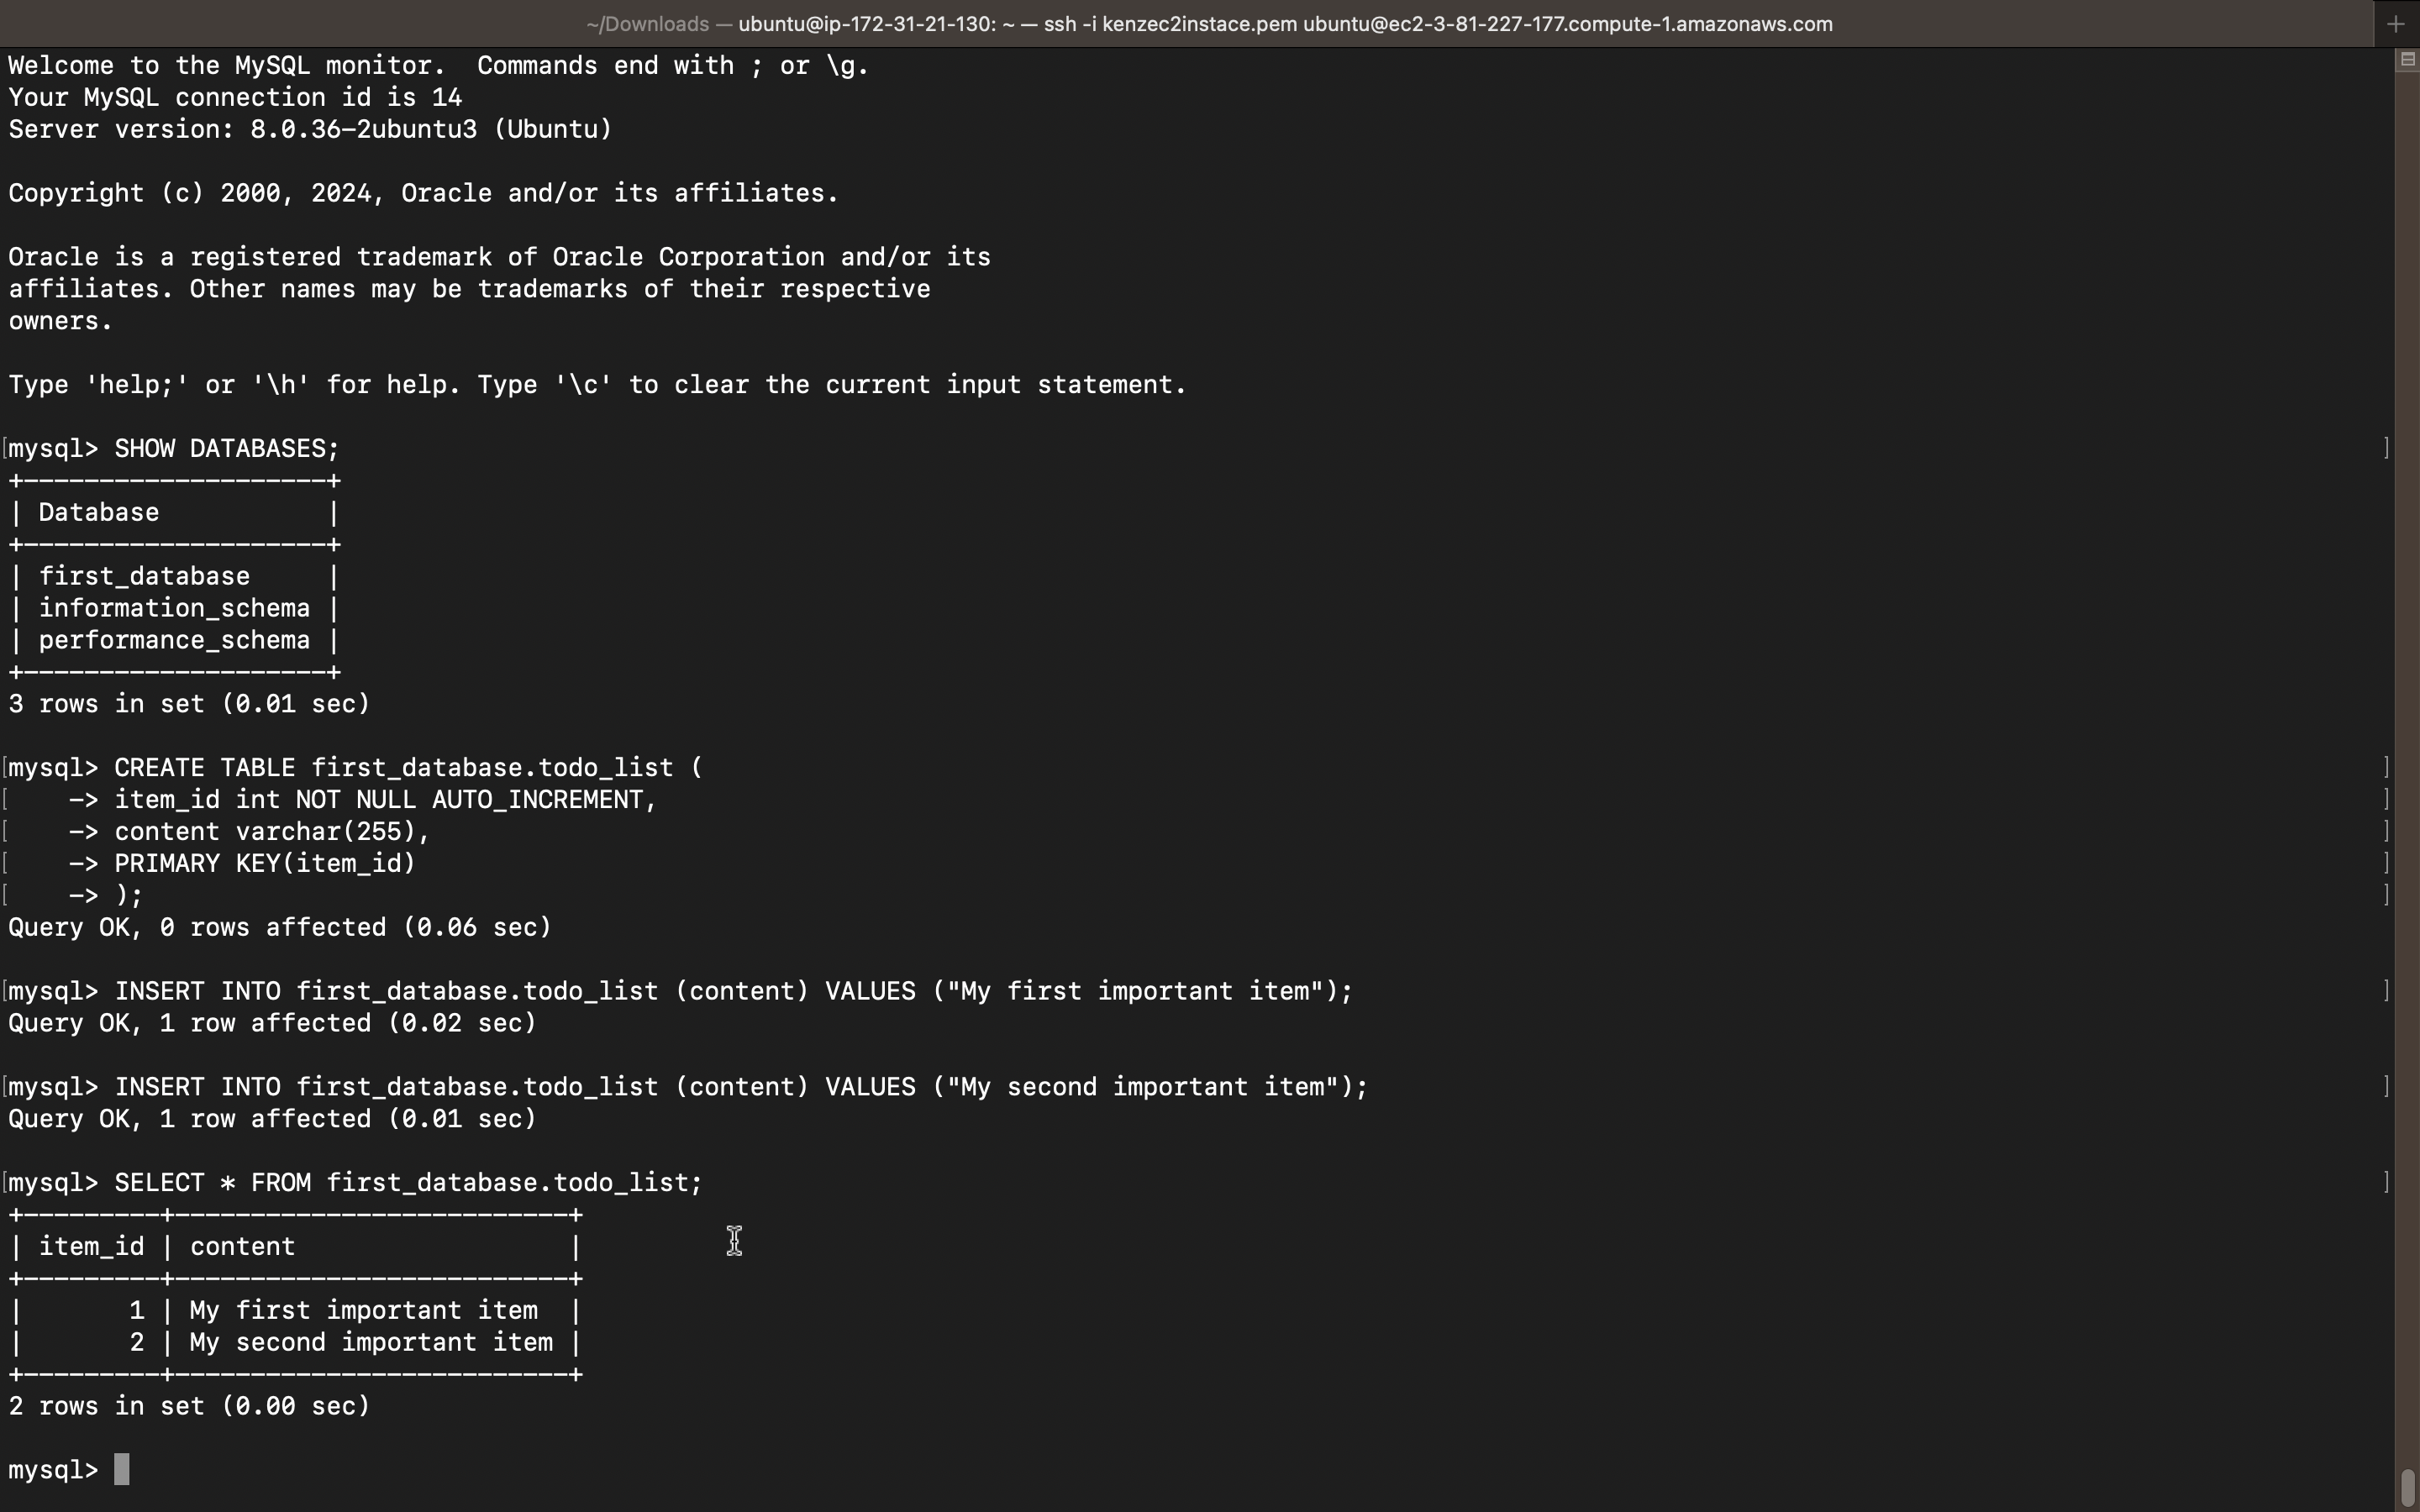 ~/Downloads — ubuntu@ip-172-31-21-130: ~ — ssh -i kenzec2instace.pem ubuntu@ec2-3-81-227-177.compute-1.amazonaws.com
Welcome to the MySQL monitor.  Commands end with ; or \g.
Your MySQL connection id is 14
Server version: 8.0.36-2ubuntu3 (Ubuntu)

Copyright (c) 2000, 2024, Oracle and/or its affiliates.

Oracle is a registered trademark of Oracle Corporation and/or its
affiliates. Other names may be trademarks of their respective
owners.

Type 'help;' or '\h' for help. Type '\c' to clear the current input statement.

mysql> SHOW DATABASES;
+--------------------+
| Database           |
+--------------------+
| first_database     |
| information_schema |
| performance_schema |
+--------------------+
3 rows in set (0.01 sec)

mysql> CREATE TABLE first_database.todo_list (
    -> item_id int NOT NULL AUTO_INCREMENT,
    -> content varchar(255),
    -> PRIMARY KEY(item_id)
    -> );
Query OK, 0 rows affected (0.06 sec)

mysql> INSERT INTO first_database.todo_list (content) VALUES ("My first important item");
Query OK, 1 row affected (0.02 sec)

mysql> INSERT INTO first_database.todo_list (content) VALUES ("My second important item");
Query OK, 1 row affected (0.01 sec)

mysql> SELECT * FROM first_database.todo_list;
+---------+--------------------------+
| item_id | content                  |
+---------+--------------------------+
|       1 | My first important item  |
|       2 | My second important item |
+---------+--------------------------+
2 rows in set (0.00 sec)

mysql>